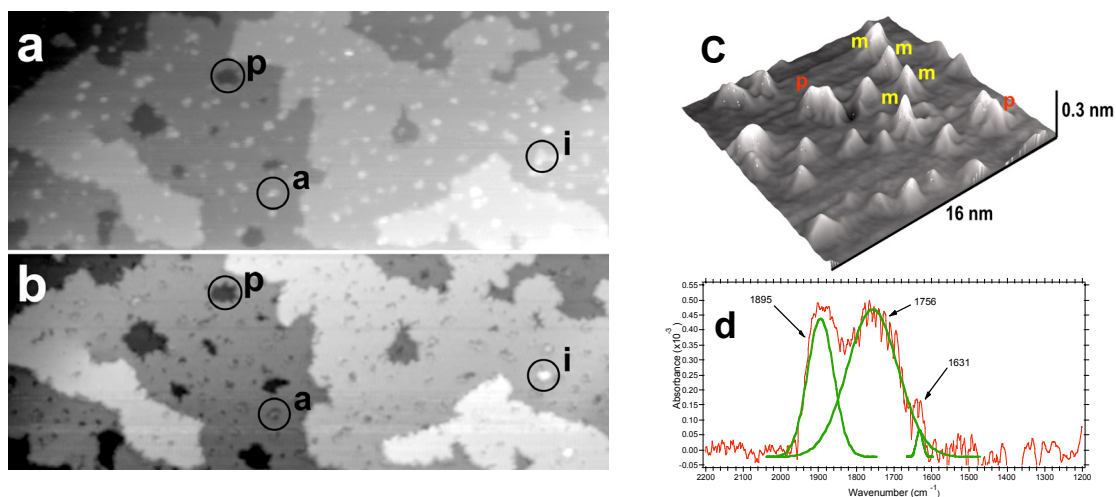 a
p
i
a
b
p
i
a
c
m
m
m
m
p
p
0.3 nm
16 nm
d
1895
1756
1631
Absorbance (x10⁻³)
0.55
0.50
0.45
0.40
0.35
0.30
0.25
0.20
0.15
0.10
0.05
0.00
-0.05
2200 2100 2000 1900 1800 1700 1600 1500 1400 1300 1200
Wavenumber (cm⁻¹)